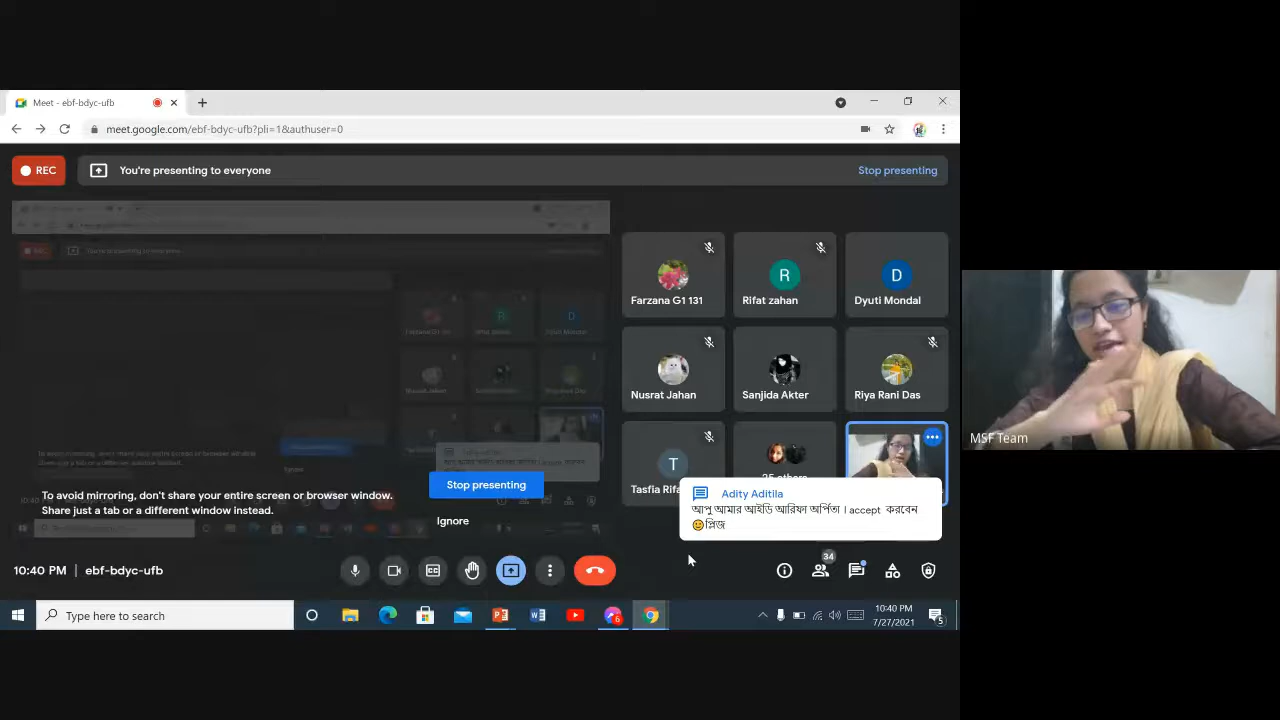 Meet - ebf-bdyc-ufb
meet.google.com/ebf-bdyc-ufb?pli=1&authuser=0
REC
You're presenting to everyone
Stop presenting
Farzana G1 131
Rifat zahan
Dyuti Mondal
Nusrat Jahan
Sanjida Akter
Riya Rani Das
Tasfia Rifa
25 others
MSF Team
Adity Aditila
আপু আমার আইডি আরিফা অর্পিতা । accept করবেন
প্লিজ
To avoid mirroring, don't share your entire screen or browser window.
Share just a tab or a different window instead.
Stop presenting
Ignore
10:40 PM | ebf-bdyc-ufb
34
Type here to search
10:40 PM
7/27/2021
5